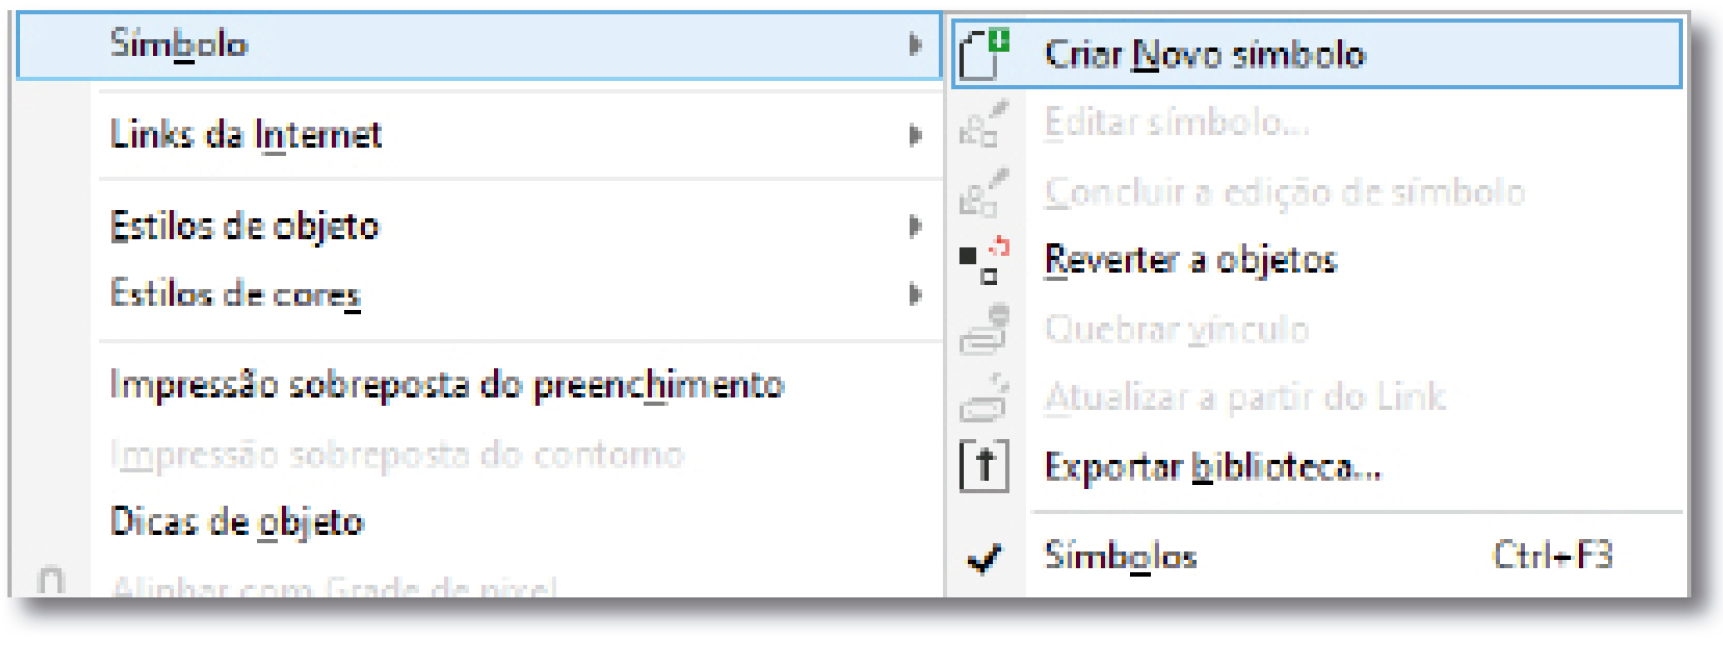 Símbolo
Links da Internet
Estilos de objeto
Estilos de cores
Impressão sobreposta do preenchimento
Impressão sobreposta do contorno
Dicas de objeto
Alinhar com Grade de pixel
Criar Novo símbolo
Editar símbolo...
Concluir a edição de símbolo
Reverter a objetos
Quebrar vínculo
Atualizar a partir do Link
Exportar biblioteca...
Símbolos Ctrl+F3